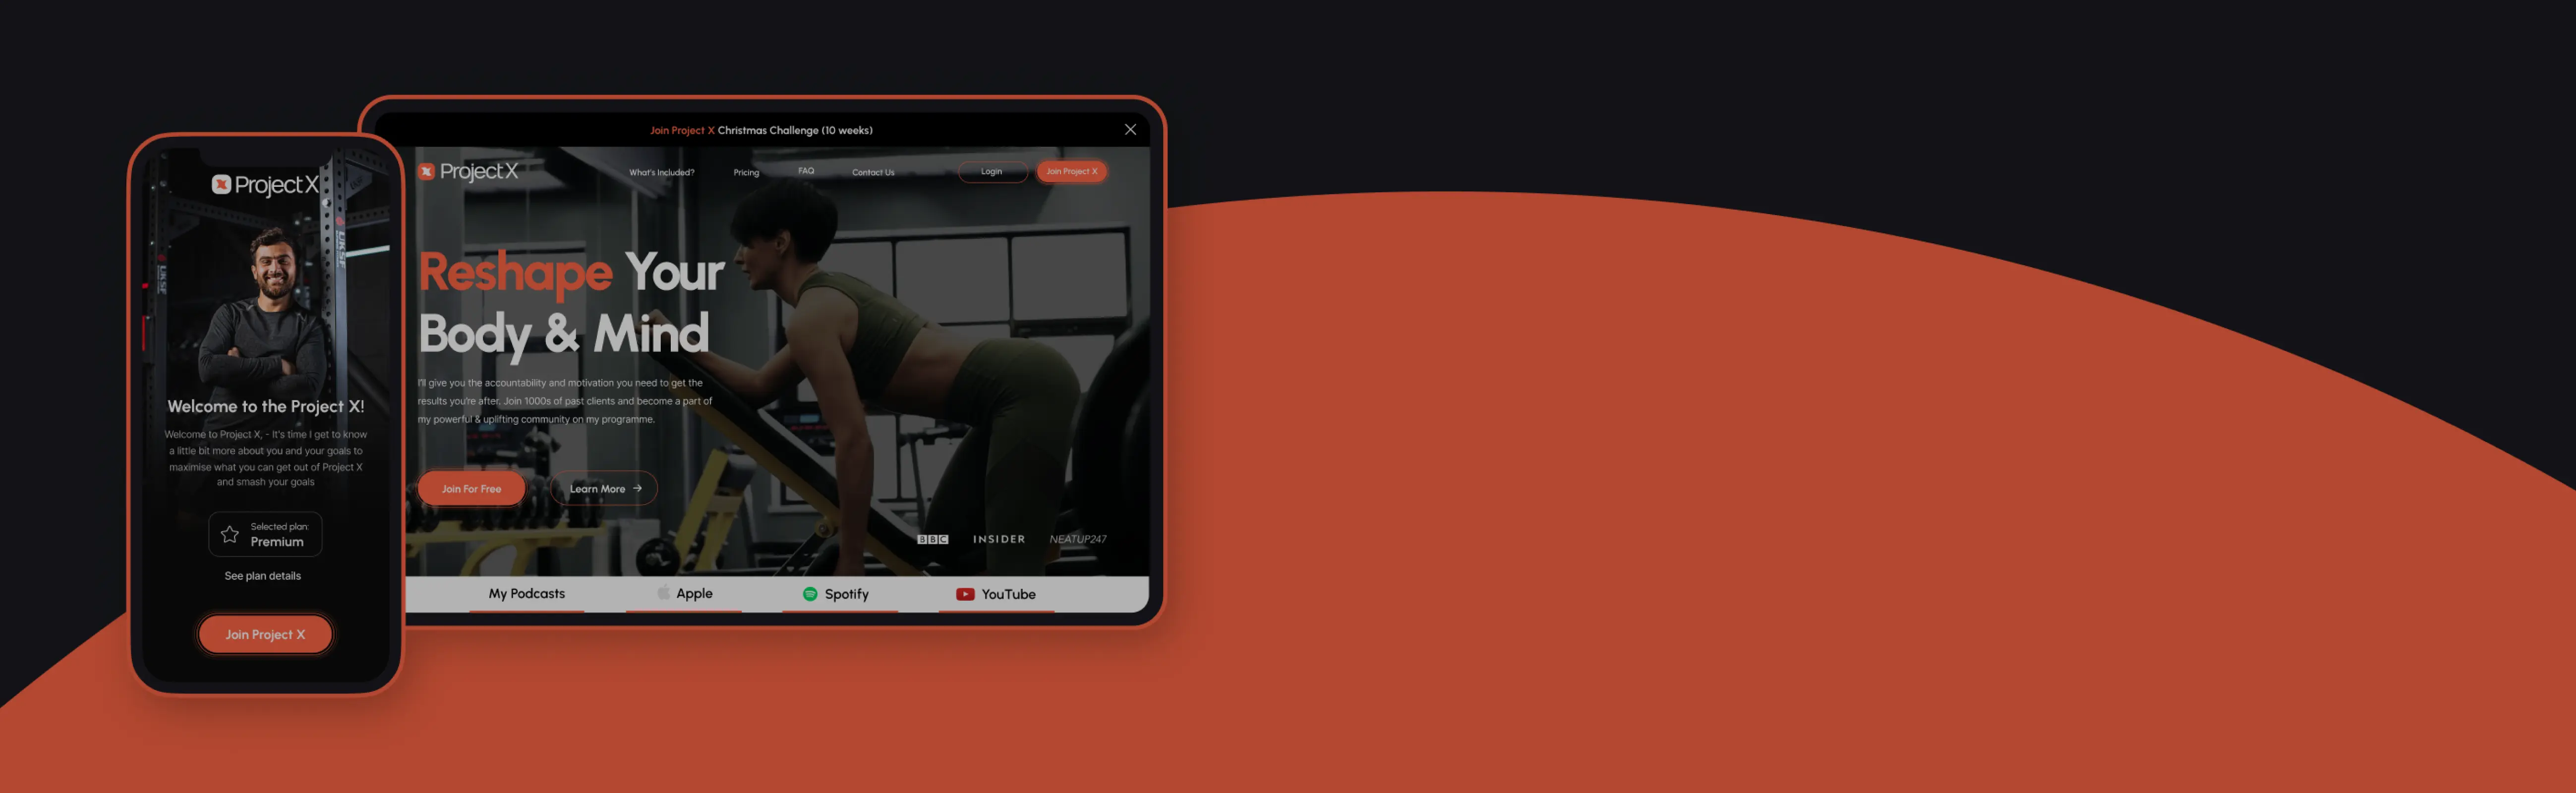 Join Project X Christmas Challenge (10 weeks)
Project X
What's Included?
Pricing
FAQ
Contact Us
Login
Join Project X
Reshape Your
Body & Mind
I'll give you the accountability and motivation you need to get the
results you're after. Join 1000s of past clients and become a part of
my powerful & uplifting community on my programme.
Join For Free
Learn More →
BBC
INSIDER
NEATUP247
My Podcasts
Apple
Spotify
YouTube
Project X
UKSF
UKSF
Welcome to the Project X!
Welcome to Project X, - It's time I get to know
a little bit more about you and your goals to
maximise what you can get out of Project X
and smash your goals
Selected plan:
Premium
See plan details
Join Project X